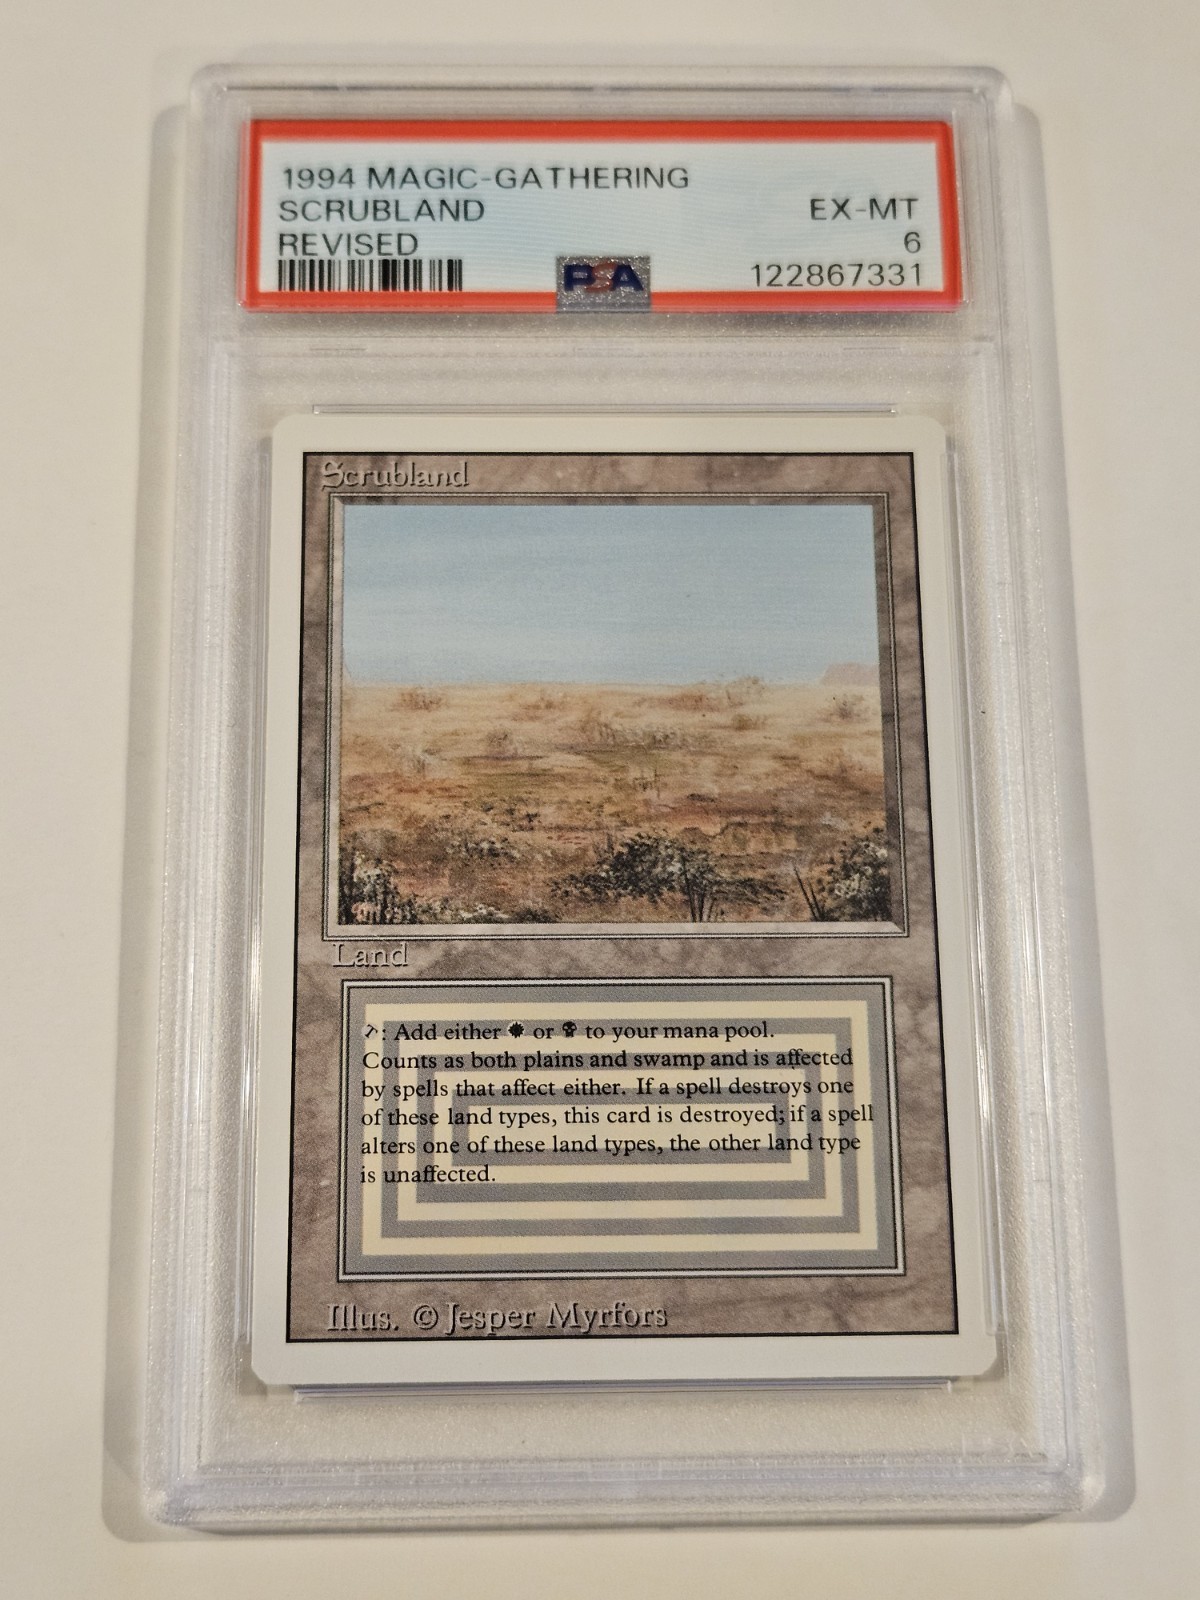 1994 MAGIC-GATHERING
SCRUBLAND EX-MT
REVISED 6
PSA 122867331
Scrubland
Land
: Add either or to your mana pool.
Counts as both plains and swamp and is affected
by spells that affect either. If a spell destroys one
of these land types, this card is destroyed; if a spell
alters one of these land types, the other land type
is unaffected.
Illus. © Jesper Myrfors